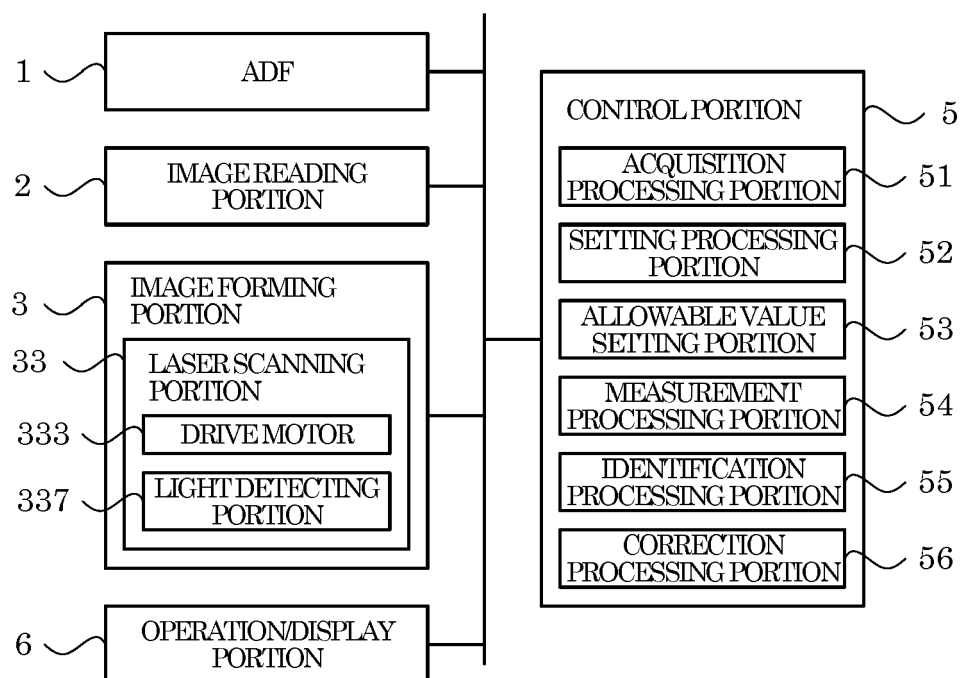 1
ADF
2
IMAGE READING
PORTION
3
IMAGE FORMING
PORTION
33
LASER SCANNING
PORTION
333
DRIVE MOTOR
337
LIGHT DETECTING
PORTION
6
OPERATION/DISPLAY
PORTION
CONTROL PORTION
5
ACQUISITION
PROCESSING PORTION
51
SETTING PROCESSING
PORTION
52
ALLOWABLE VALUE
SETTING PORTION
53
MEASUREMENT
PROCESSING PORTION
54
IDENTIFICATION
PROCESSING PORTION
55
CORRECTION
PROCESSING PORTION
56